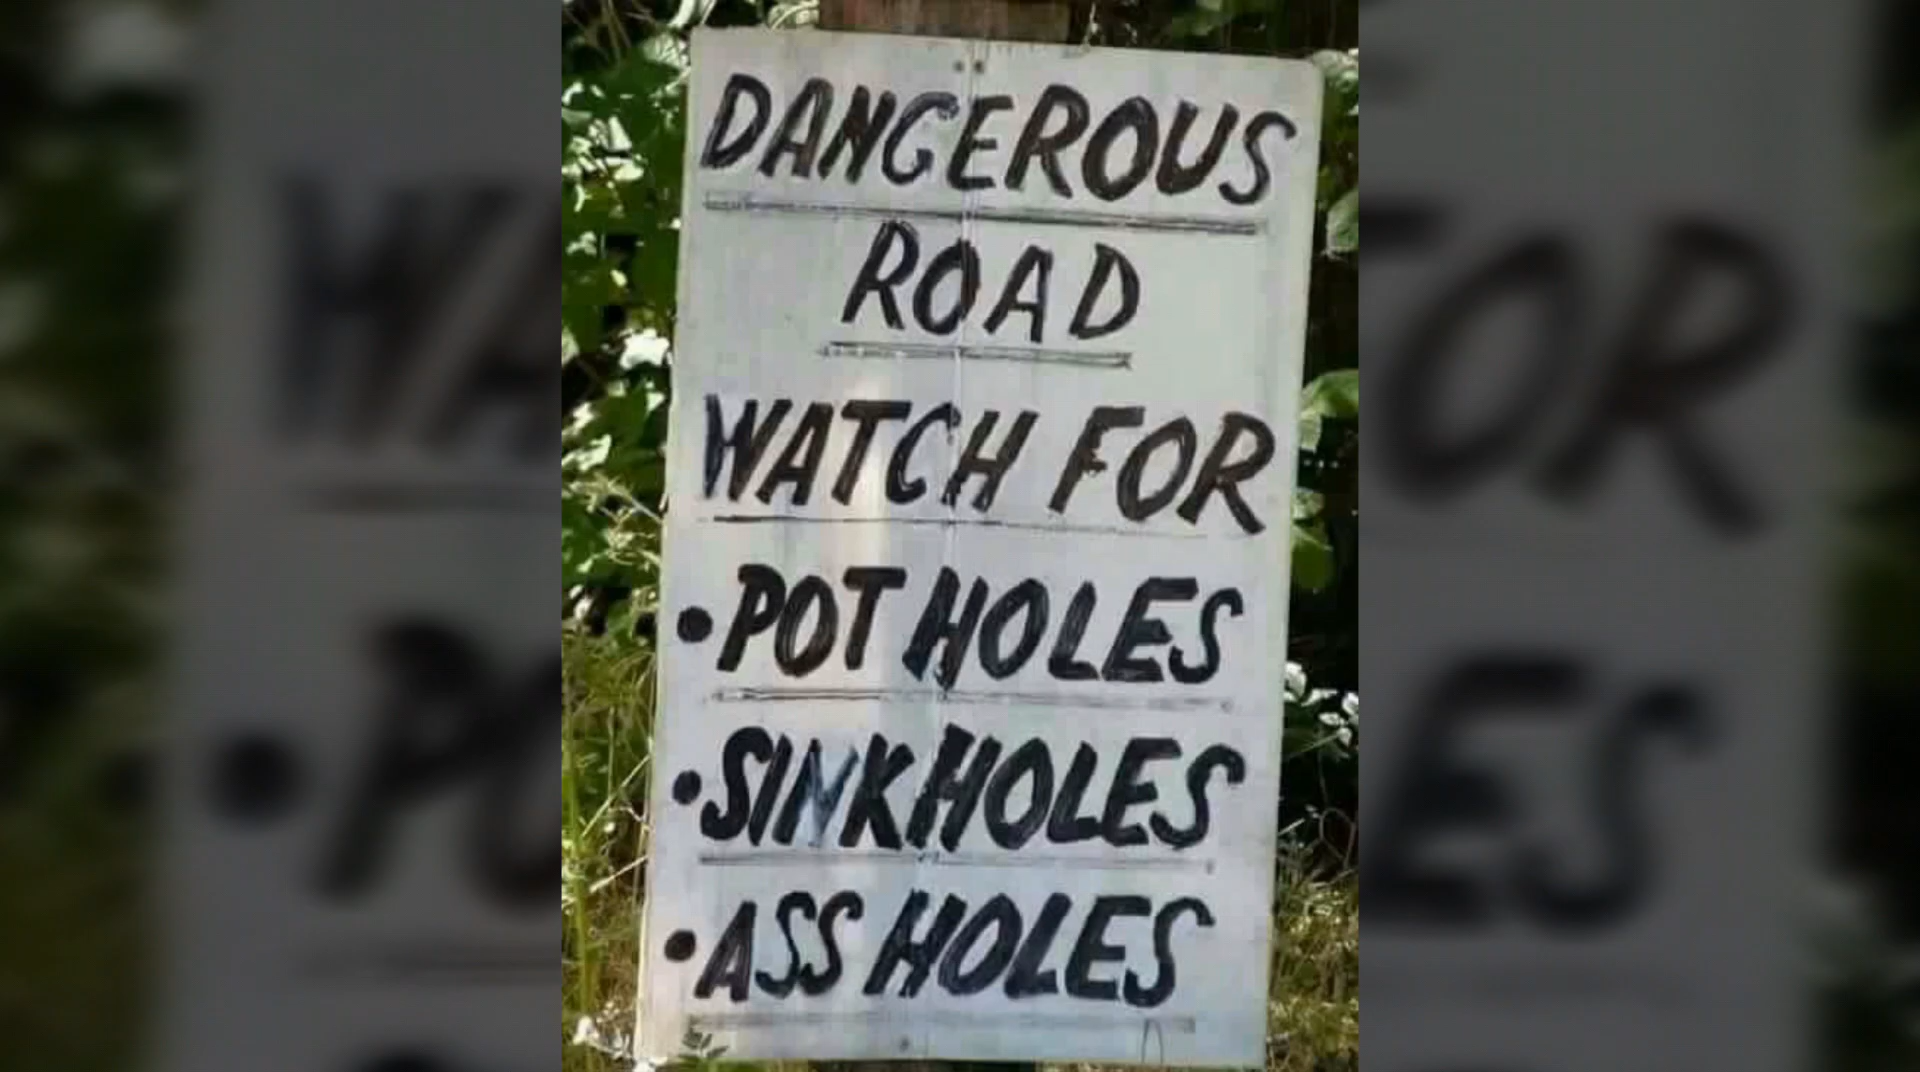 DANGEROUS
ROAD
WATCH FOR
•POT HOLES
•SINKHOLES
•ASS HOLES